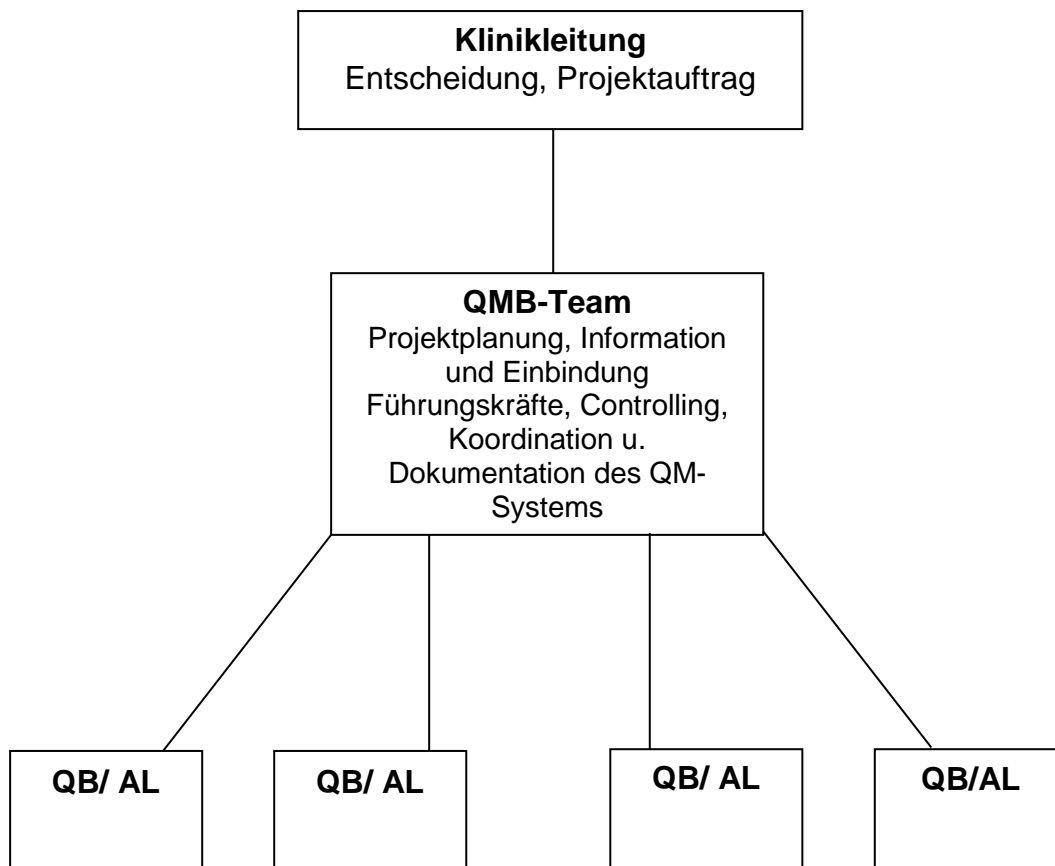 Klinikleitung
Entscheidung, Projektauftrag
QMB-Team
Projektplanung, Information
und Einbindung
Führungskräfte, Controlling,
Koordination u.
Dokumentation des QM-
Systems
QB/ AL
QB/ AL
QB/ AL
QB/AL